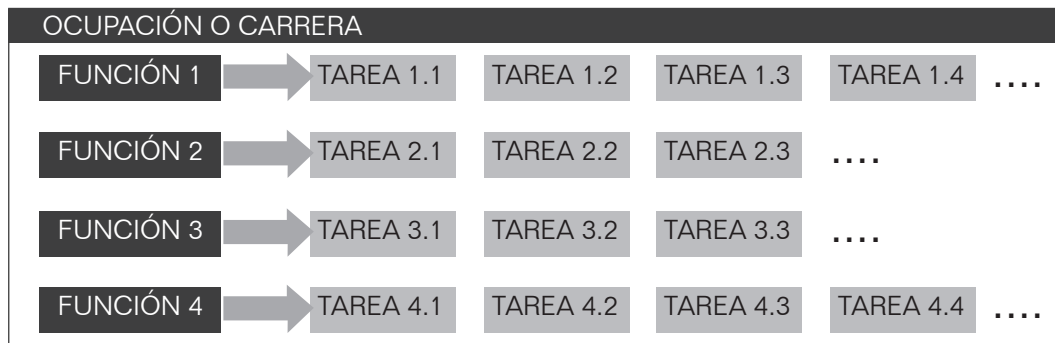 OCUPACIÓN O CARRERA
FUNCIÓN 1 TAREA 1.1 TAREA 1.2 TAREA 1.3 TAREA 1.4 ....
FUNCIÓN 2 TAREA 2.1 TAREA 2.2 TAREA 2.3 ....
FUNCIÓN 3 TAREA 3.1 TAREA 3.2 TAREA 3.3 ....
FUNCIÓN 4 TAREA 4.1 TAREA 4.2 TAREA 4.3 TAREA 4.4 ....